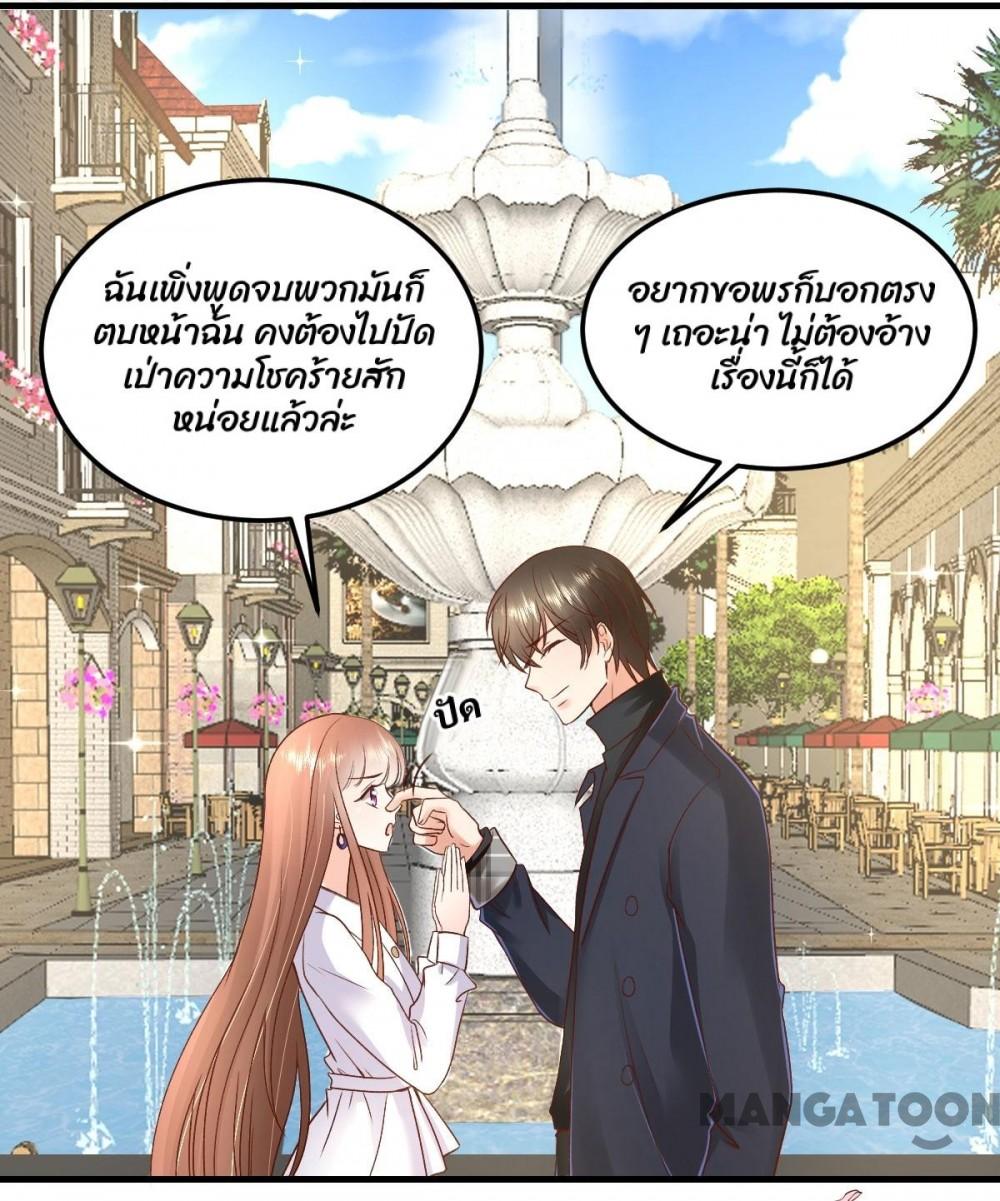 ฉันเพิ่งพูดจบพวกมันก็
ตบหน้าฉัน คงต้องไปปัด
เป่าความโชคร้ายสัก
หน่อยแล้วล่ะ
อยากขอพรก็บอกตรง
ๆ เถอะน่า ไม่ต้องอ้าง
เรื่องนี้ก็ได้
ปัด
MANGATOON